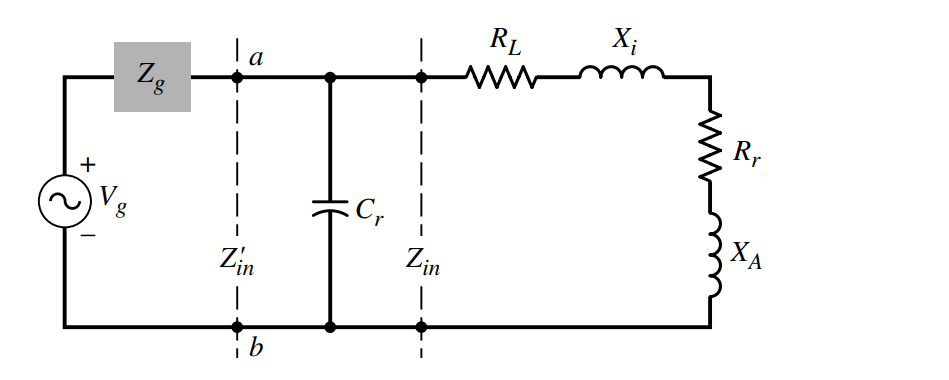 a
R_L
X_i
Z_g
+
V_g
−
C_r
R_r
X_A
Z'_in
Z_in
b